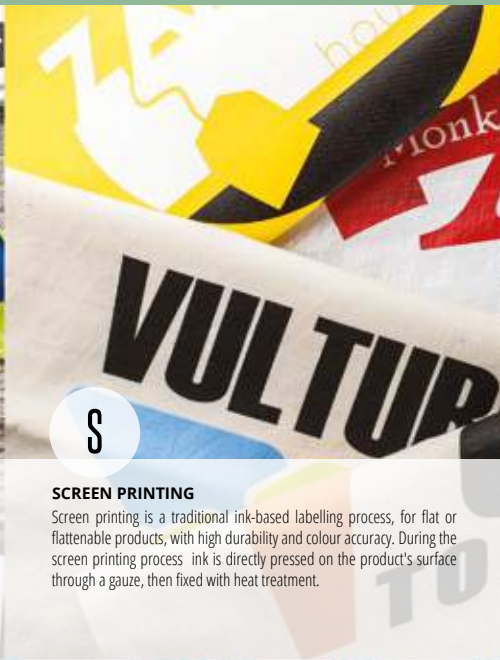 ZA
hou
Monk
VULTUR
S
SCREEN PRINTING
Screen printing is a traditional ink-based labelling process, for flat or
flattenable products, with high durability and colour accuracy. During the
screen printing process ink is directly pressed on the product's surface
through a gauze, then fixed with heat treatment.
TO